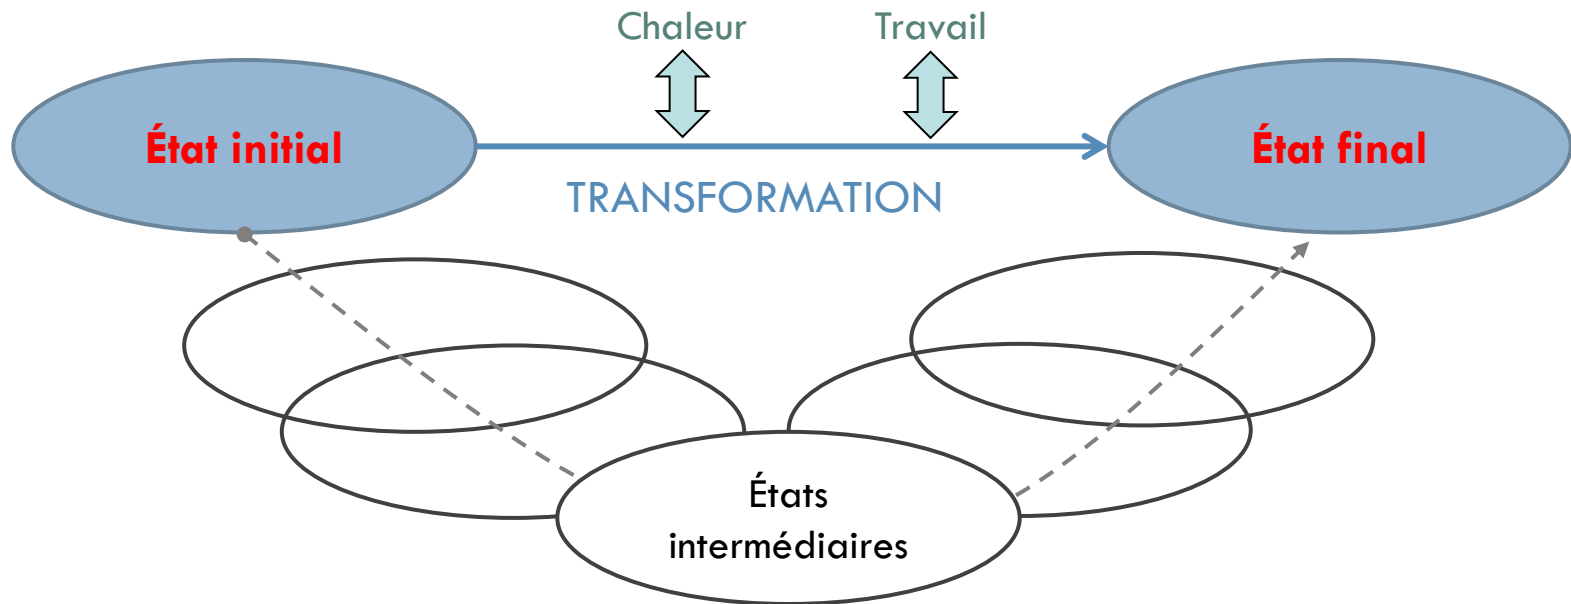 Chaleur
Travail
État initial
État final
TRANSFORMATION
États
intermédiaires